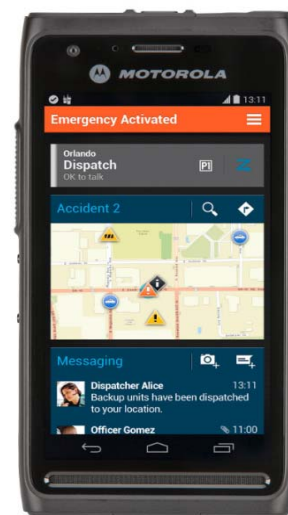 MOTOROLA
13:11
Emergency Activated
Orlando
Dispatch
OK to talk
Accident 2
Messaging
Dispatcher Alice 13:11
Backup units have been dispatched
to your location.
Officer Gomez 11:00